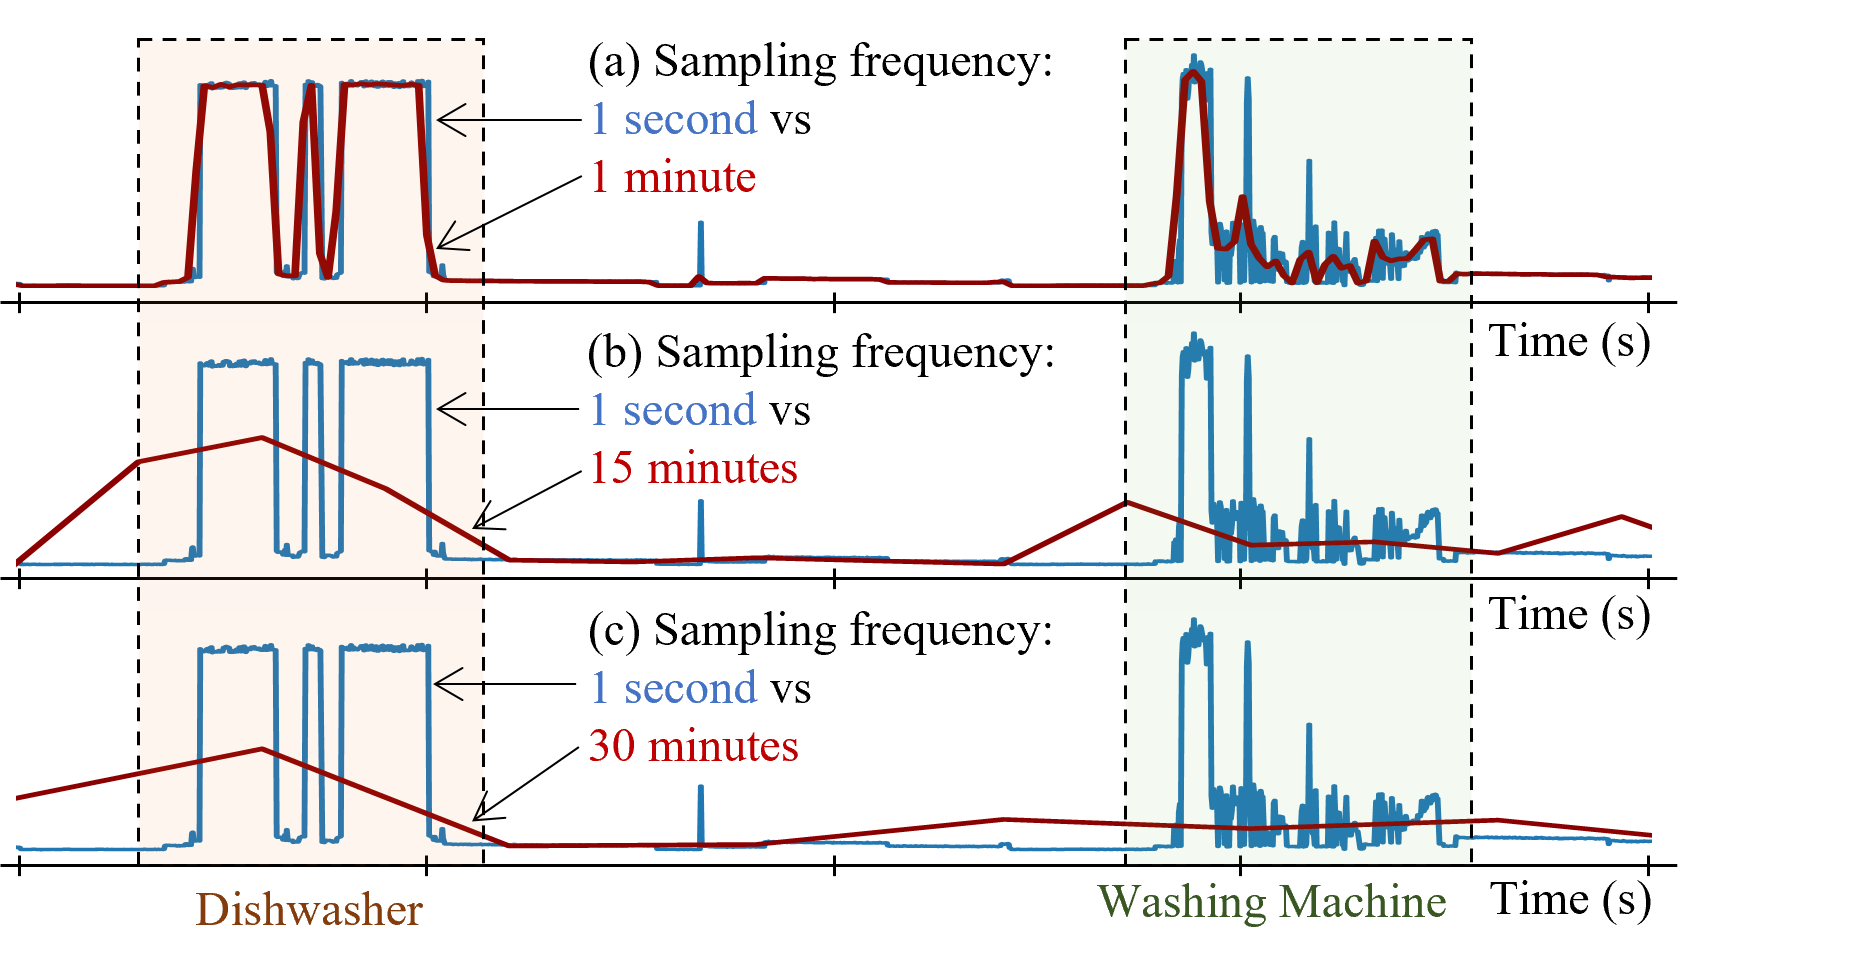 (a) Sampling frequency:
1 second vs
1 minute
Time (s)
(b) Sampling frequency:
1 second vs
15 minutes
Time (s)
(c) Sampling frequency:
1 second vs
30 minutes
Dishwasher
Washing Machine
Time (s)